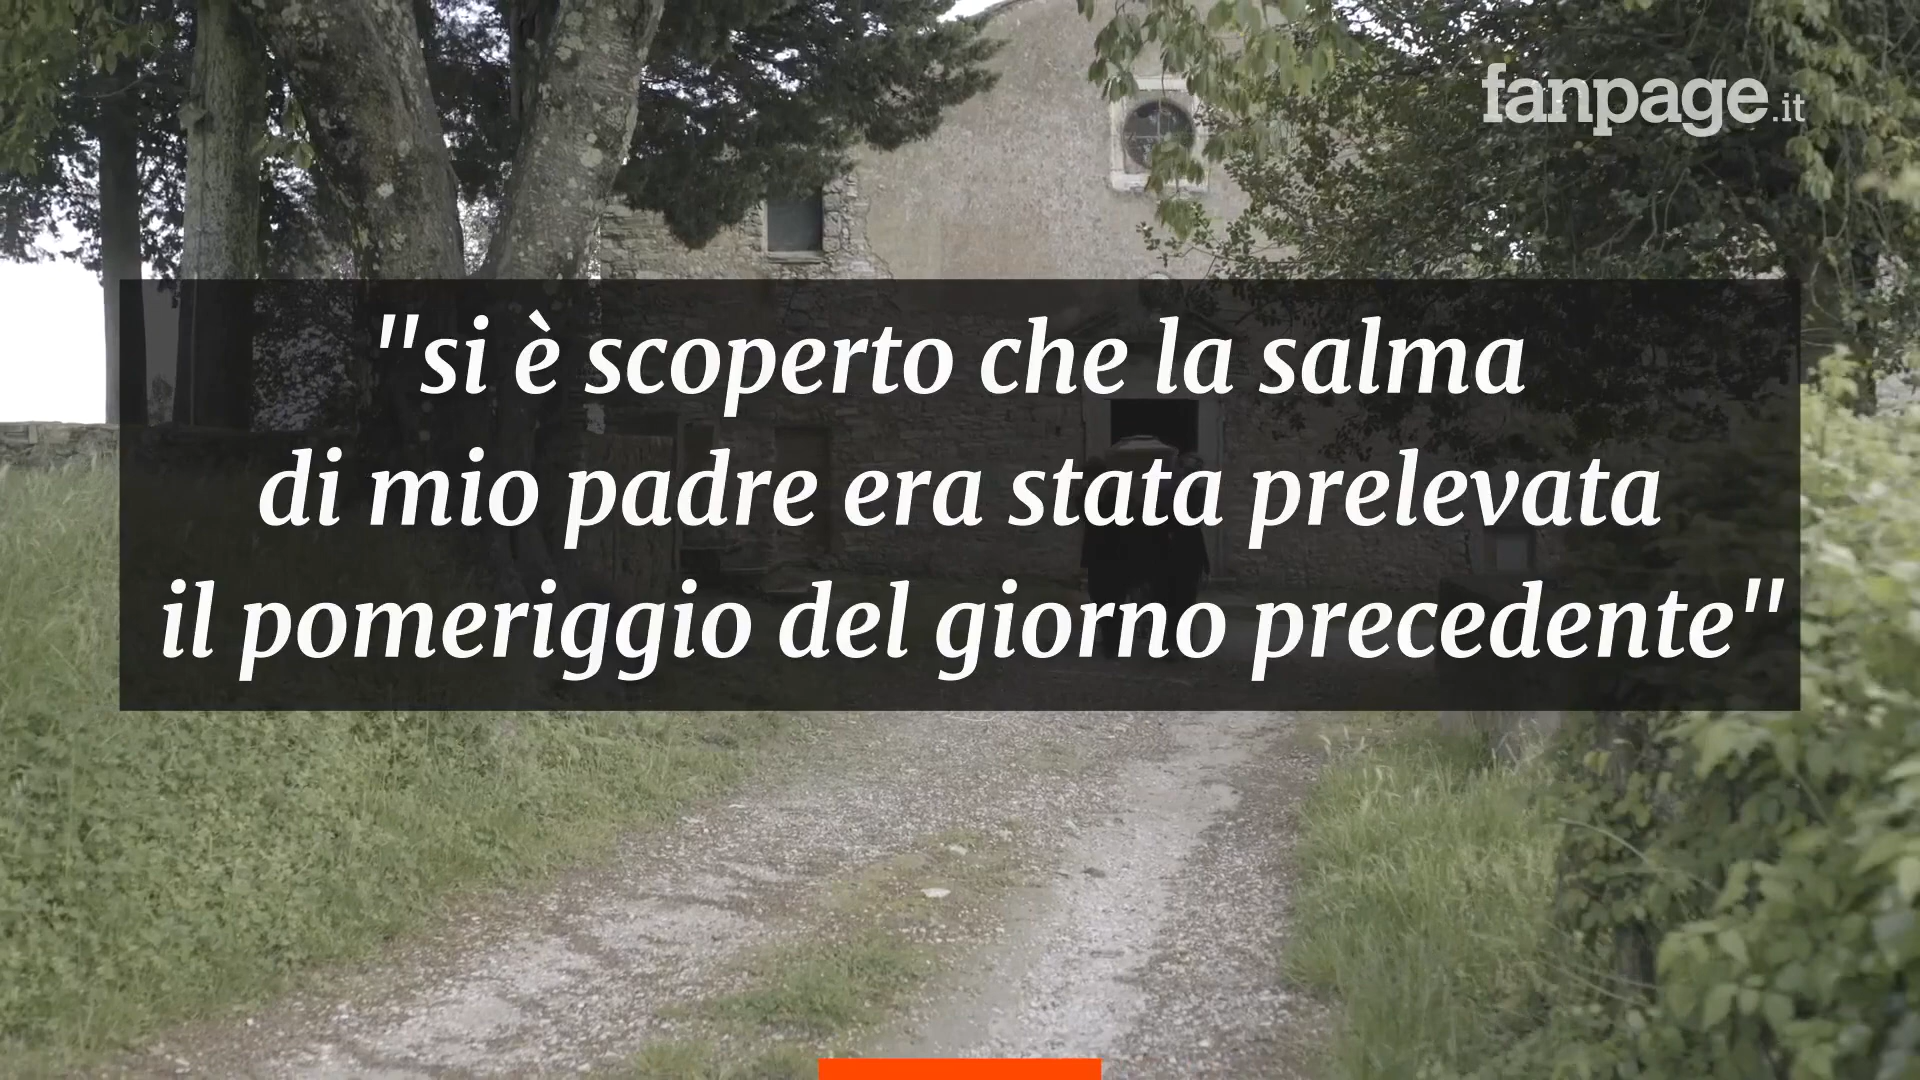 fanpage.it
"si è scoperto che la salma
di mio padre era stata prelevata
il pomeriggio del giorno precedente"